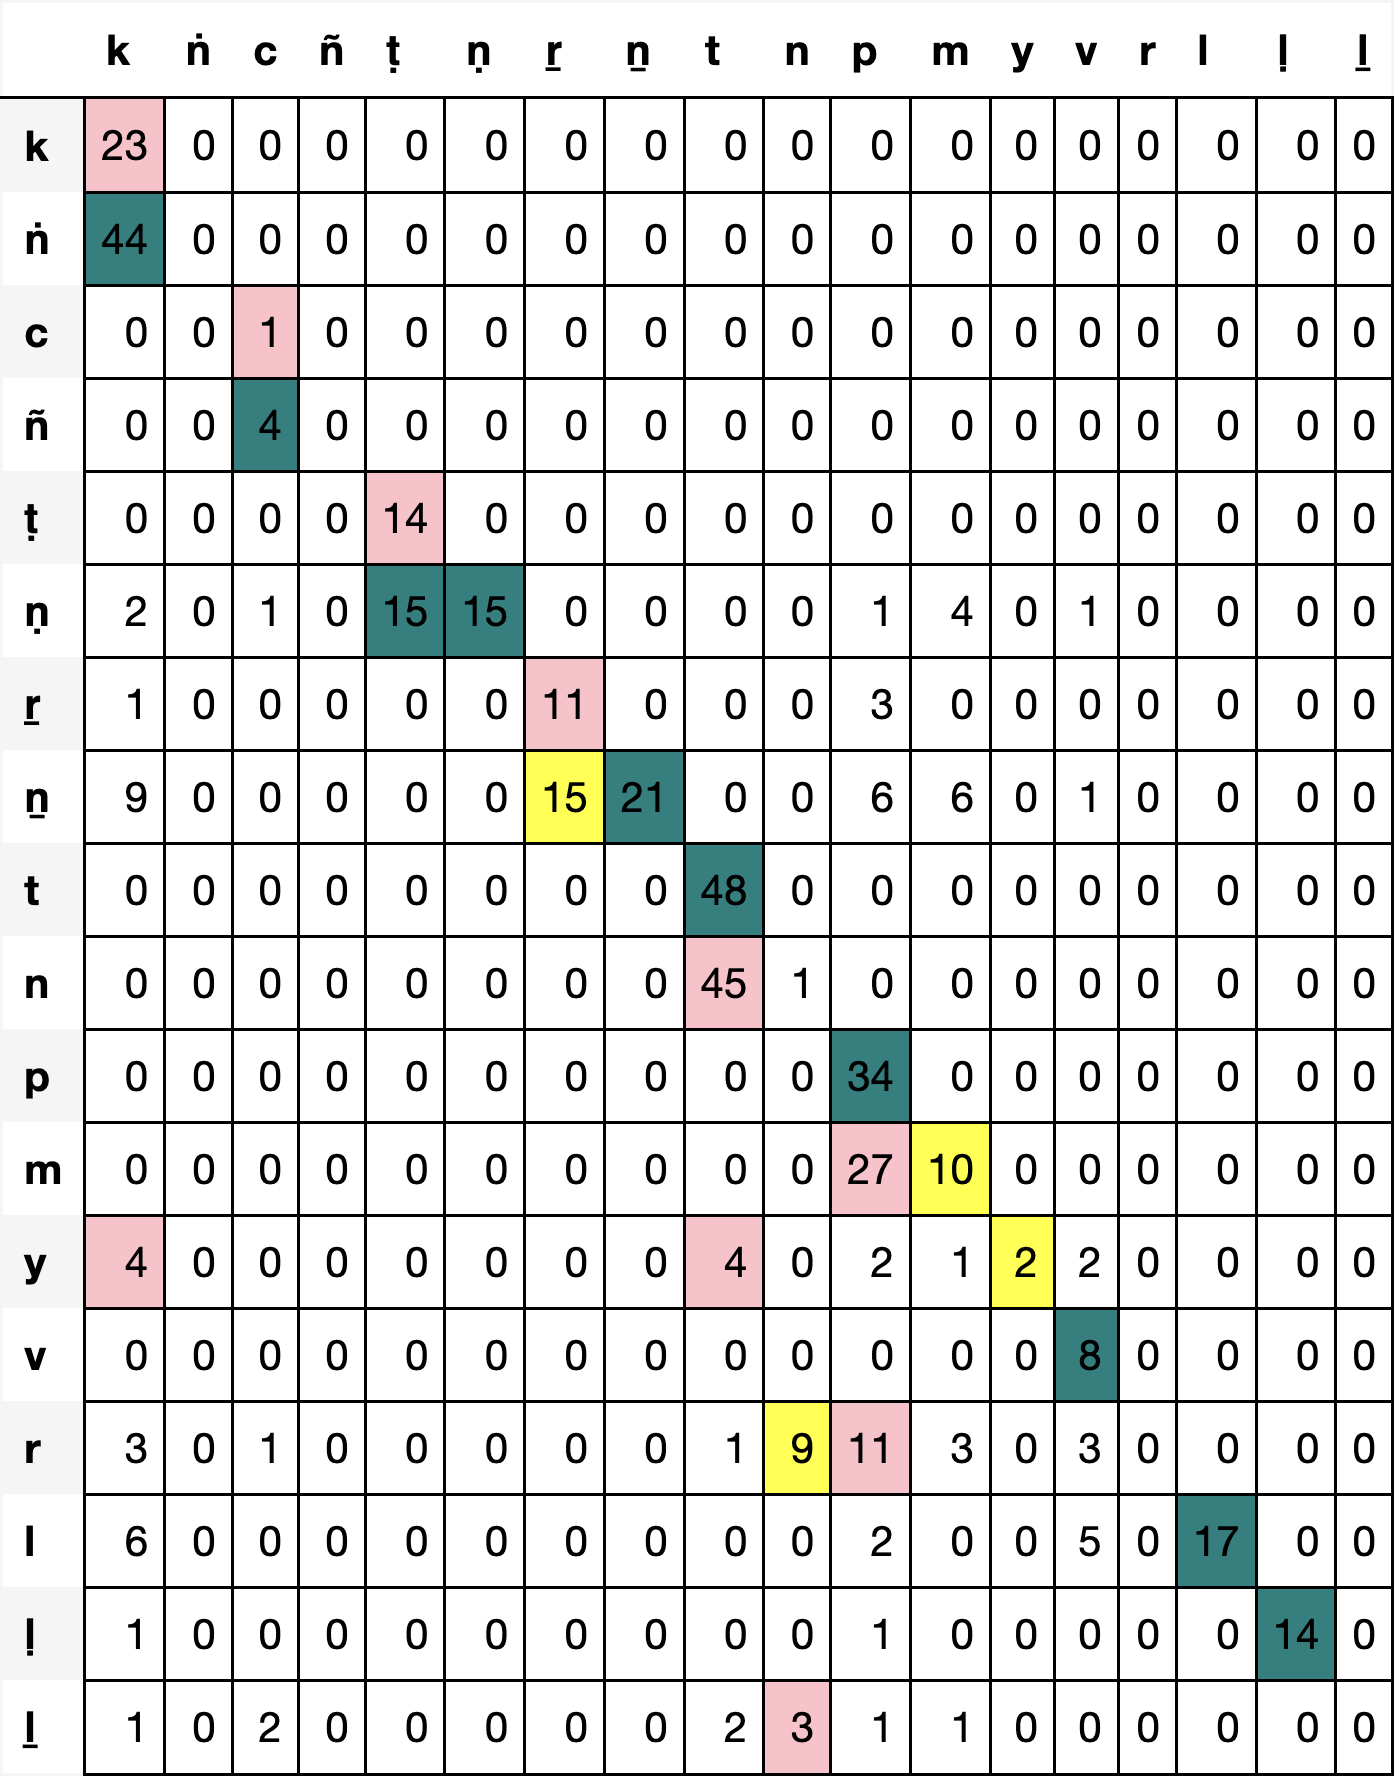 k ṅ c ñ ṭ ṇ ṟ ṉ t n p m y v r l ḷ ḻ
k 23 0 0 0 0 0 0 0 0 0 0 0 0 0 0 0 0 0
ṅ 44 0 0 0 0 0 0 0 0 0 0 0 0 0 0 0 0 0
c 0 0 1 0 0 0 0 0 0 0 0 0 0 0 0 0 0 0
ñ 0 0 4 0 0 0 0 0 0 0 0 0 0 0 0 0 0 0
ṭ 0 0 0 0 14 0 0 0 0 0 0 0 0 0 0 0 0 0
ṇ 2 0 1 0 15 15 0 0 0 0 1 4 0 1 0 0 0 0
ṟ 1 0 0 0 0 0 11 0 0 0 3 0 0 0 0 0 0 0
ṉ 9 0 0 0 0 0 15 21 0 0 6 6 0 1 0 0 0 0
t 0 0 0 0 0 0 0 0 48 0 0 0 0 0 0 0 0 0
n 0 0 0 0 0 0 0 0 45 1 0 0 0 0 0 0 0 0
p 0 0 0 0 0 0 0 0 0 0 34 0 0 0 0 0 0 0
m 0 0 0 0 0 0 0 0 0 0 27 10 0 0 0 0 0 0
y 4 0 0 0 0 0 0 0 4 0 2 1 2 2 0 0 0 0
v 0 0 0 0 0 0 0 0 0 0 0 0 0 8 0 0 0 0
r 3 0 1 0 0 0 0 0 1 9 11 3 0 3 0 0 0 0
l 6 0 0 0 0 0 0 0 0 0 2 0 0 5 0 17 0 0
ḷ 1 0 0 0 0 0 0 0 0 0 1 0 0 0 0 0 14 0
ḻ 1 0 2 0 0 0 0 0 2 3 1 1 0 0 0 0 0 0